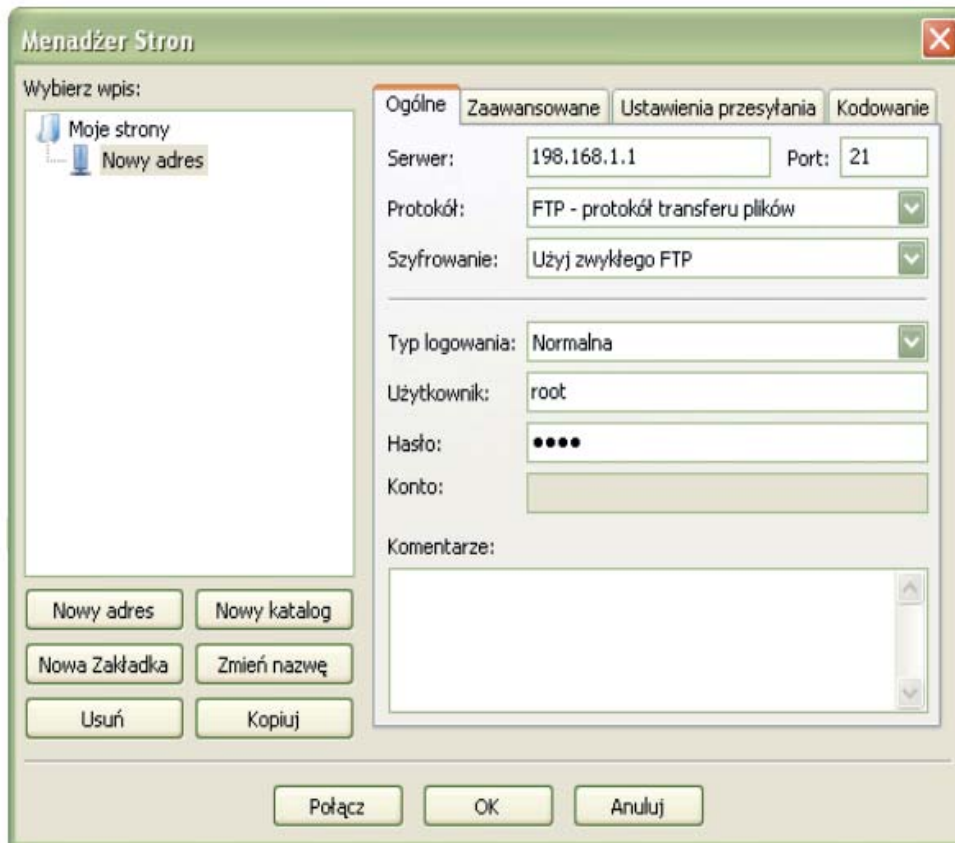 Menadżer Stron
Wybierz wpis:
Moje strony
Nowy adres
Nowy adres Nowy katalog
Nowa Zakładka Zmień nazwę
Usuń Kopiuj
Ogólne Zaawansowane Ustawienia przesyłania Kodowanie
Serwer: 198.168.1.1 Port: 21
Protokół: FTP - protokół transferu plików
Szyfrowanie: Użyj zwykłego FTP
Typ logowania: Normalna
Użytkownik: root
Hasło: ●●●●
Konto:
Komentarze:
Połącz OK Anuluj